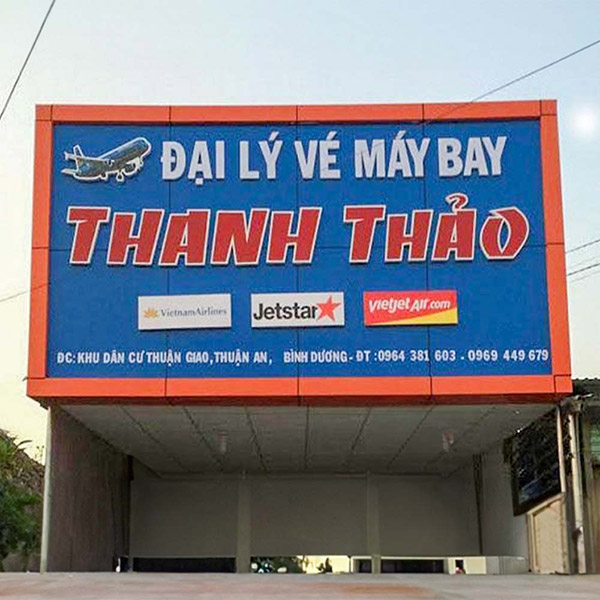 ĐẠI LÝ VÉ MÁY BAY
THANH THẢO
VietnamAirlines Jetstar vietjetAir.com
ĐC: KHU DÂN CƯ THUẬN GIAO, THUẬN AN, BÌNH DƯƠNG - ĐT :0964 381 603 - 0969 449 679